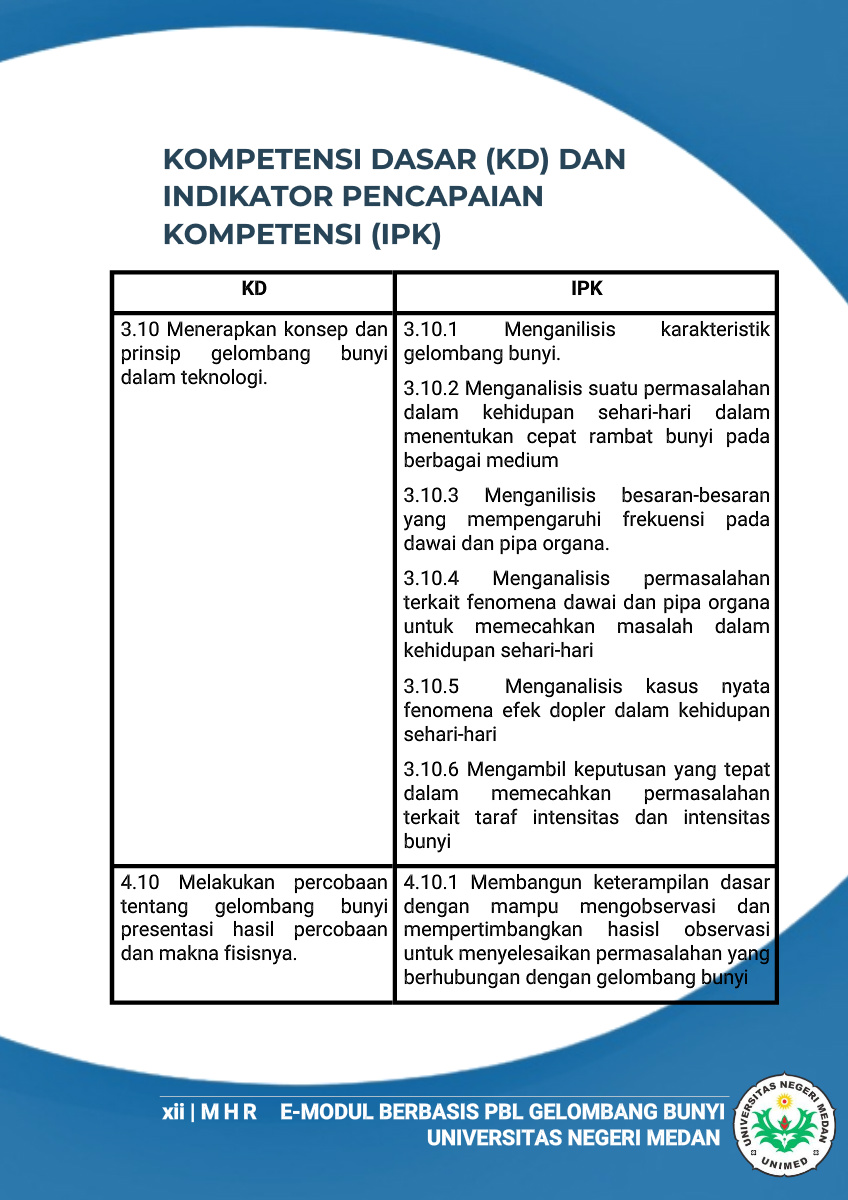 KOMPETENSI DASAR (KD) DAN
INDIKATOR PENCAPAIAN
KOMPETENSI (IPK)
KD
IPK
3.10 Menerapkan konsep dan
prinsip gelombang bunyi
dalam teknologi.
3.10.1 Menganilisis karakteristik
gelombang bunyi.
3.10.2 Menganalisis suatu permasalahan
dalam kehidupan sehari-hari dalam
menentukan cepat rambat bunyi pada
berbagai medium
3.10.3 Menganilisis besaran-besaran
yang mempengaruhi frekuensi pada
dawai dan pipa organa.
3.10.4 Menganalisis permasalahan
terkait fenomena dawai dan pipa organa
untuk memecahkan masalah dalam
kehidupan sehari-hari
3.10.5 Menganalisis kasus nyata
fenomena efek dopler dalam kehidupan
sehari-hari
3.10.6 Mengambil keputusan yang tepat
dalam memecahkan permasalahan
terkait taraf intensitas dan intensitas
bunyi
4.10 Melakukan percobaan
tentang gelombang bunyi
presentasi hasil percobaan
dan makna fisisnya.
4.10.1 Membangun keterampilan dasar
dengan mampu mengobservasi dan
mempertimbangkan hasisl observasi
untuk menyelesaikan permasalahan yang
berhubungan dengan gelombang bunyi
xii | M H R E-MODUL BERBASIS PBL GELOMBANG BUNYI
UNIVERSITAS NEGERI MEDAN
UNIVERSITAS NEGERI MEDAN
UNIMED